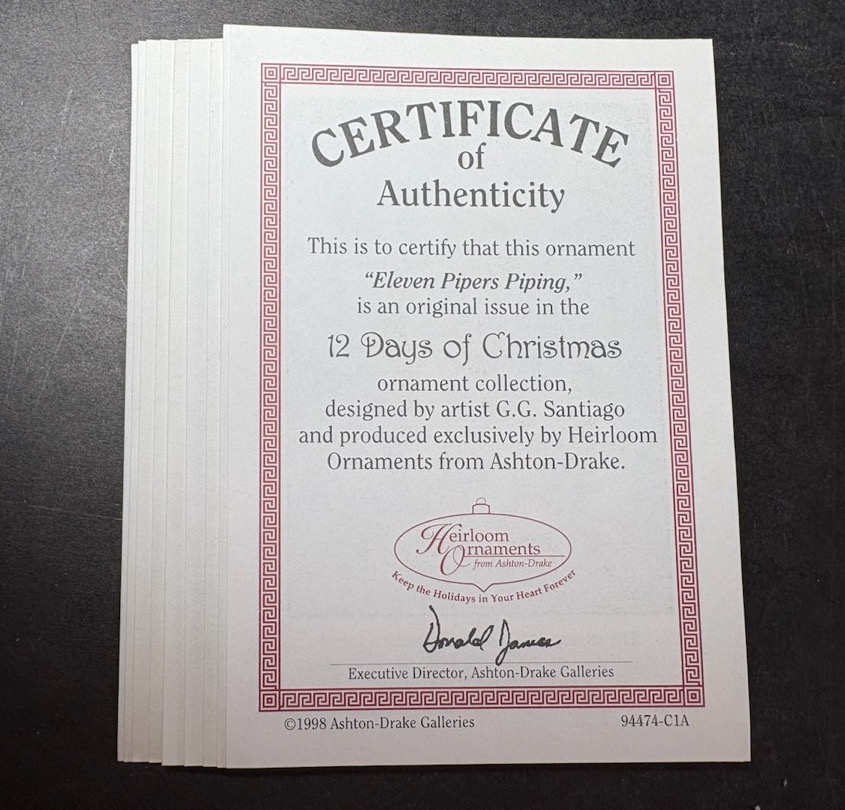 CERTIFICATE
of
Authenticity
This is to certify that this ornament
“Eleven Pipers Piping,”
is an original issue in the
12 Days of Christmas
ornament collection,
designed by artist G.G. Santiago
and produced exclusively by Heirloom
Ornaments from Ashton-Drake.
Heirloom
Ornaments
from Ashton-Drake
Keep the Holidays in Your Heart Forever
Executive Director, Ashton-Drake Galleries
©1998 Ashton-Drake Galleries
94474-C1A